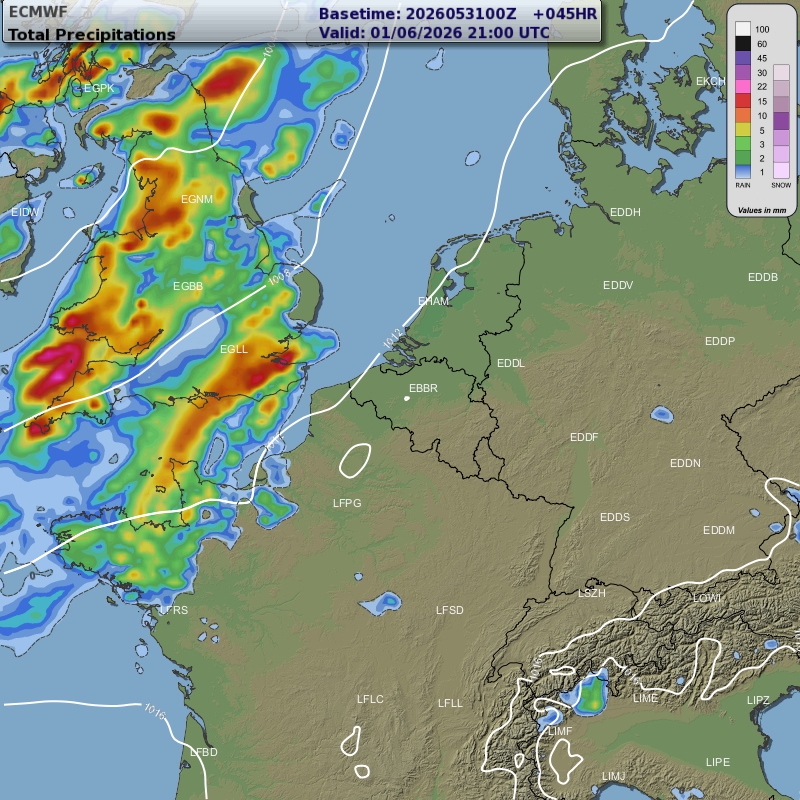 ECMWF
Total Precipitations
Basetime: 2026053100Z +045HR
Valid: 01/06/2026 21:00 UTC
100
60
45
30
22
15
10
5
3
2
1
RAIN SNOW
Values in mm
EGPK
EKCH
EIDW
EGNM
EDDH
EGBB
1008
EDDV
EDDB
EHAM
1012
EGLL
EDDP
EDDL
EBBR
EDDF
EDDN
LFPG
EDDS
EDDM
LFRS
LFSD
LSZH
LOWI
1016
LFLC
LFLL
LIME
LIPZ
1016
LIMF
LFBD
LIPE
LIMJ